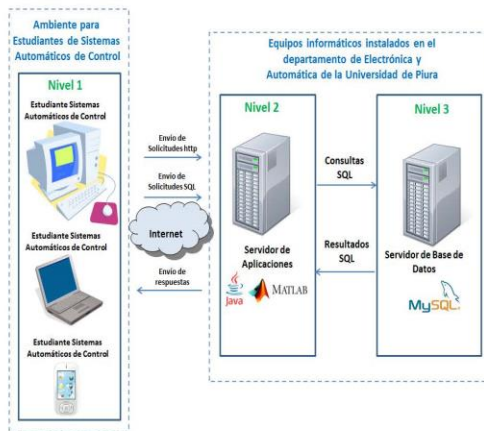 Ambiente para
Estudiantes de Sistemas
Automáticos de Control
Nivel 1
Estudiante Sistemas
Automáticos de Control
Estudiante Sistemas
Automáticos de Control
Estudiante Sistemas
Automáticos de Control
Envío de
Solicitudes http
Envío de
Solicitudes SQL
Internet
Envío de
respuestas
Equipos informáticos instalados en el
departamento de Electrónica y
Automática de la Universidad de Piura
Nivel 2
Servidor de
Aplicaciones
Java
MATLAB
Consultas
SQL
Resultados
SQL
Nivel 3
Servidor de Base de
Datos
MySQL